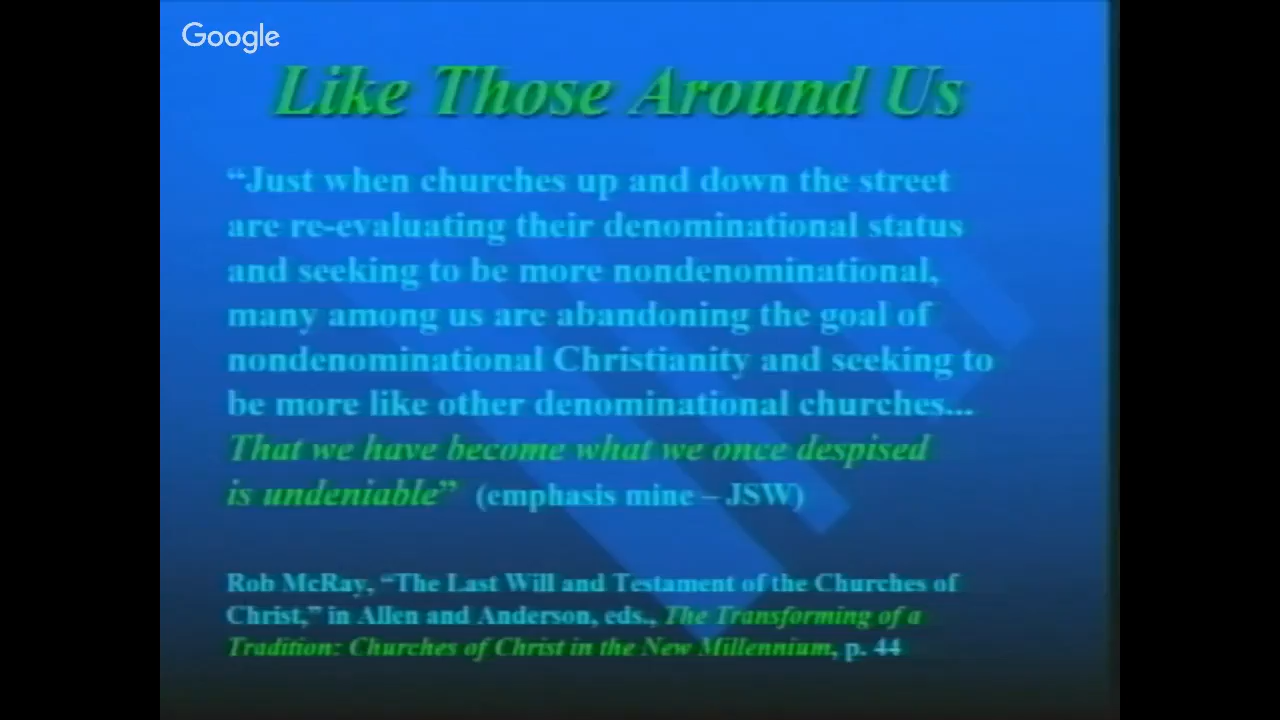 Google
Like Those Around Us
“Just when churches up and down the street
are re-evaluating their denominational status
and seeking to be more nondenominational,
many among us are abandoning the goal of
nondenominational Christianity and seeking to
be more like other denominational churches...
That we have become what we once despised
is undeniable” (emphasis mine – JSW)
Rob McRay, “The Last Will and Testament of the Churches of
Christ,” in Allen and Anderson, eds., The Transforming of a
Tradition: Churches of Christ in the New Millennium, p. 44